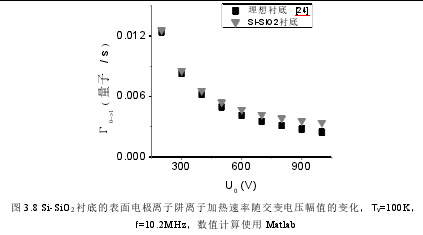 理想衬底 [24]
Si-SiO2衬底
0.012
0.006
0.000
Γ0→1 (量子 / s)
300
600
900
U0 (V)
图 3.8 Si-SiO2 衬底的表面电极离子阱离子加热速率随交变电压幅值的变化，Ti=100K，
f=10.2MHz，数值计算使用 Matlab